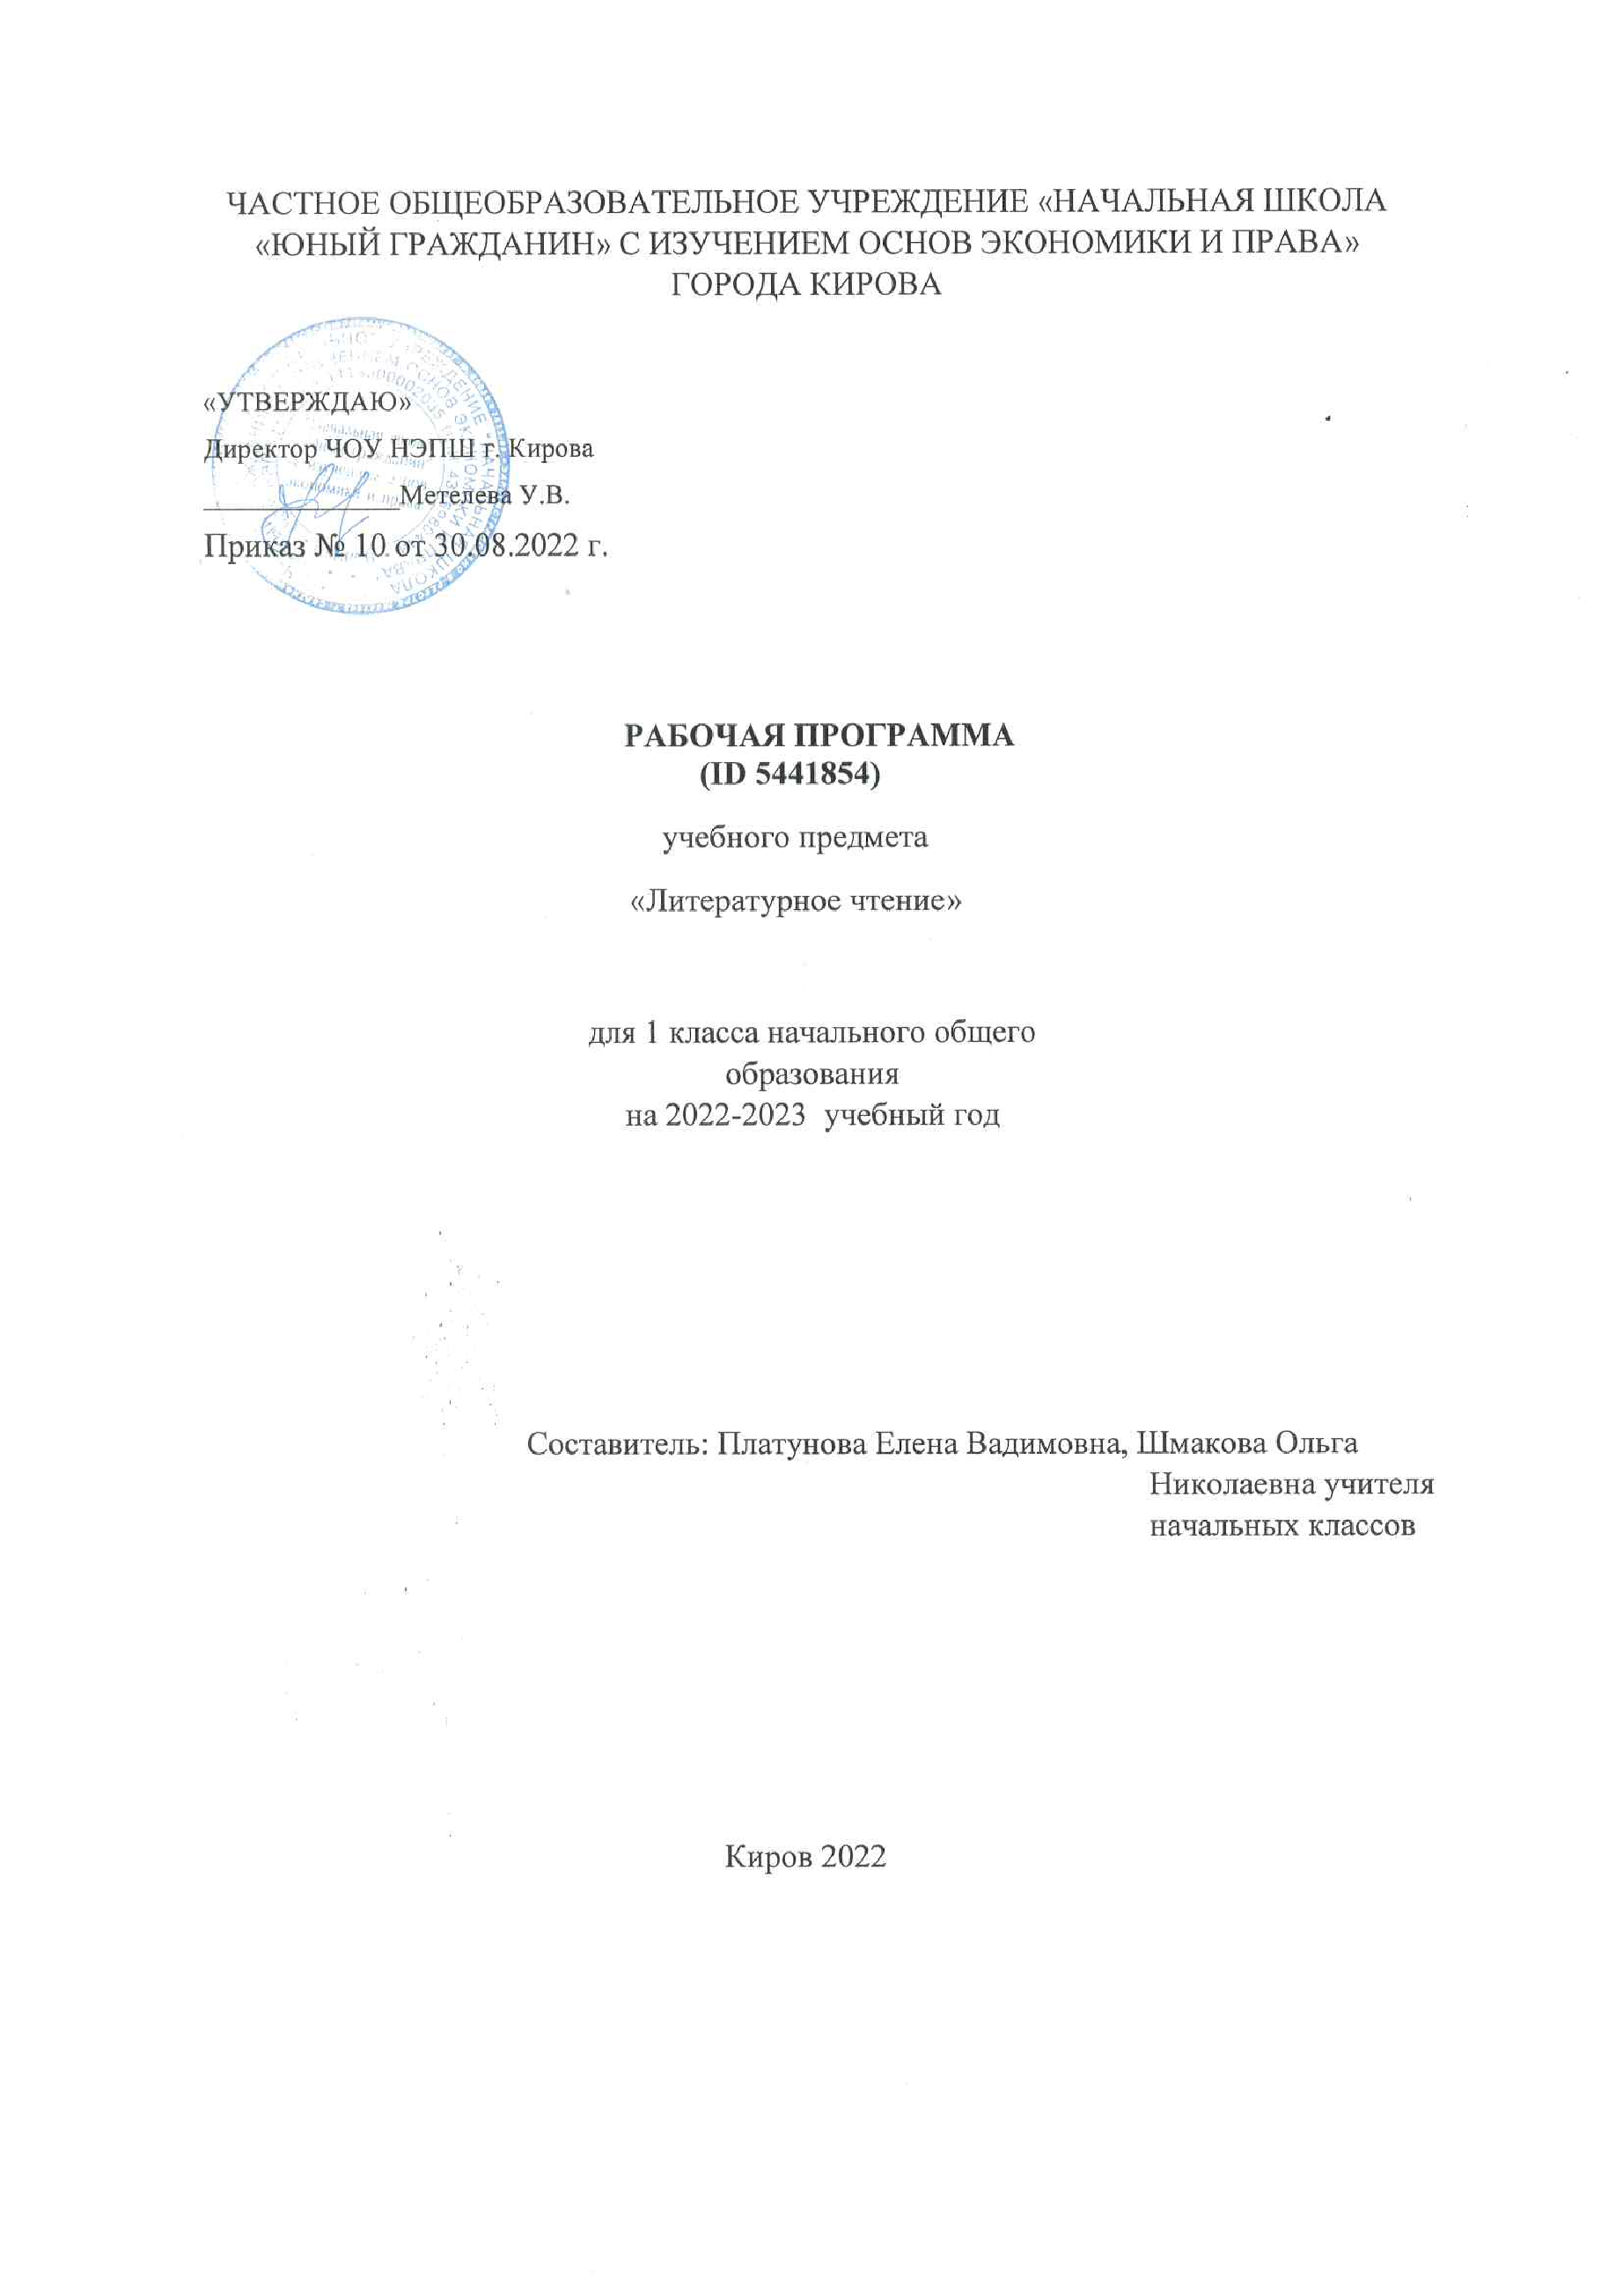 ЧАСТНОЕ ОБЩЕОБРАЗОВАТЕЛЬНОЕ УЧРЕЖДЕНИЕ «НАЧАЛЬНАЯ ШКОЛА
«ЮНЫЙ ГРАЖДАНИН» С ИЗУЧЕНИЕМ ОСНОВ ЭКОНОМИКИ И ПРАВА»
ГОРОДА КИРОВА
«УТВЕРЖДАЮ»
Директор ЧОУ НЭПШ г. Кирова
Метелева У.В.
Приказ № 10 от 30.08.2022 г.
РАБОЧАЯ ПРОГРАММА
(ID 5441854)
учебного предмета
«Литературное чтение»
для 1 класса начального общего
образования
на 2022-2023 учебный год
Составитель: Платунова Елена Вадимовна, Шмакова Ольга
Николаевна учителя
начальных классов
Киров 2022